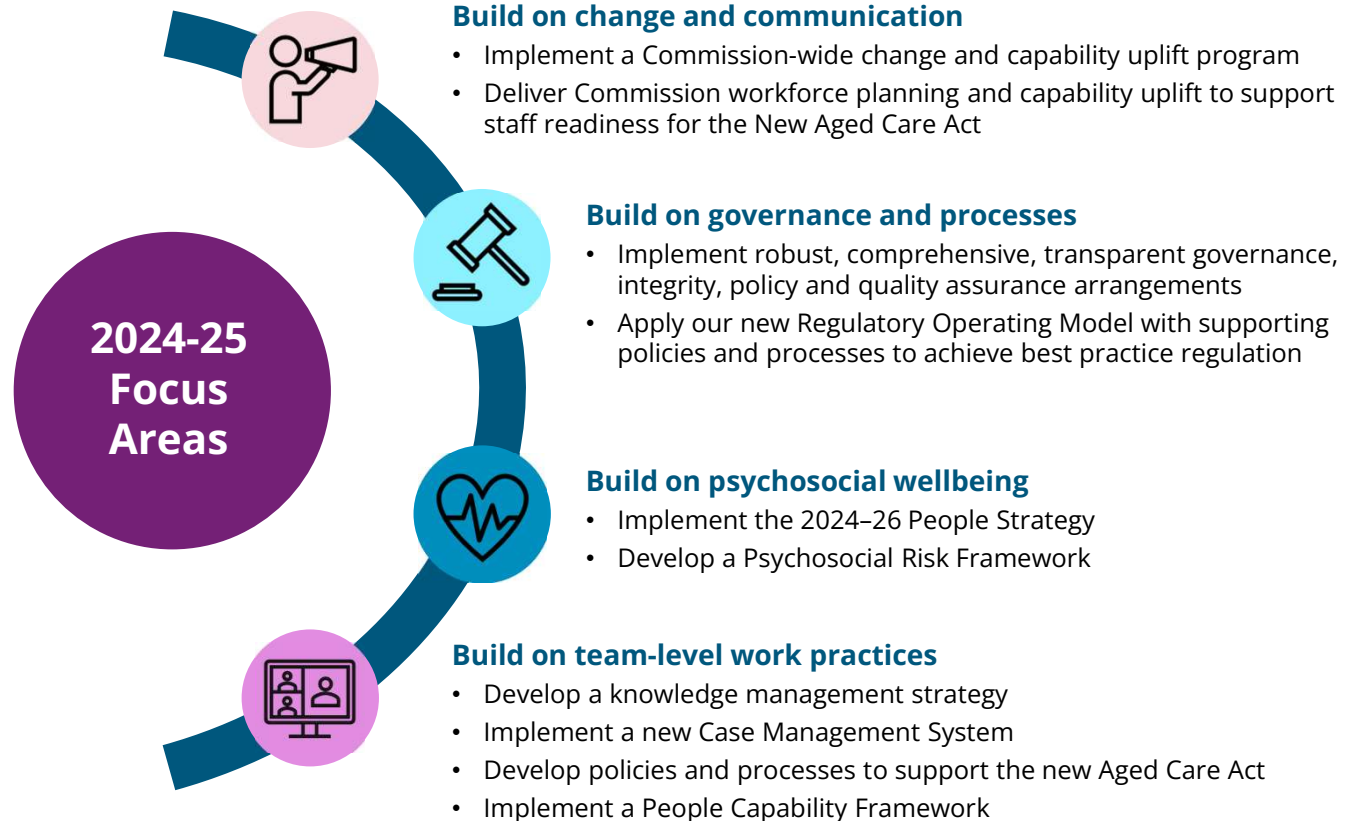 Build on change and communication
• Implement a Commission-wide change and capability uplift program
• Deliver Commission workforce planning and capability uplift to support
staff readiness for the New Aged Care Act
Build on governance and processes
• Implement robust, comprehensive, transparent governance,
integrity, policy and quality assurance arrangements
• Apply our new Regulatory Operating Model with supporting
policies and processes to achieve best practice regulation
2024-25
Focus
Areas
Build on psychosocial wellbeing
• Implement the 2024–26 People Strategy
• Develop a Psychosocial Risk Framework
Build on team-level work practices
• Develop a knowledge management strategy
• Implement a new Case Management System
• Develop policies and processes to support the new Aged Care Act
• Implement a People Capability Framework